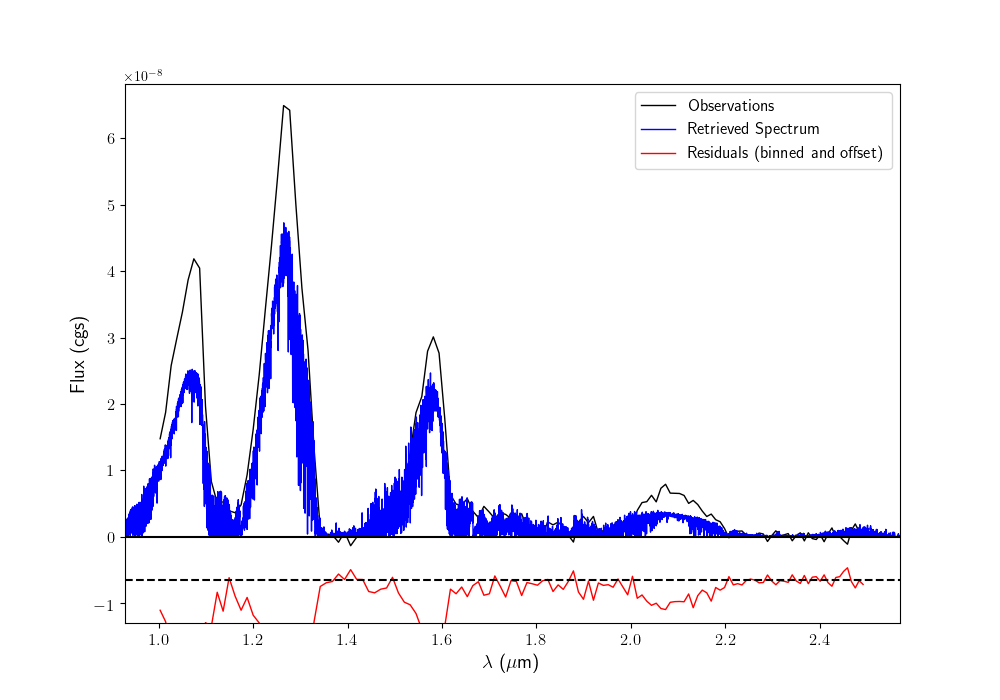 ×10⁻⁸
Observations
Retrieved Spectrum
Residuals (binned and offset)
6
5
4
3
2
1
0
−1
Flux (cgs)
1.0 1.2 1.4 1.6 1.8 2.0 2.2 2.4
λ (μm)